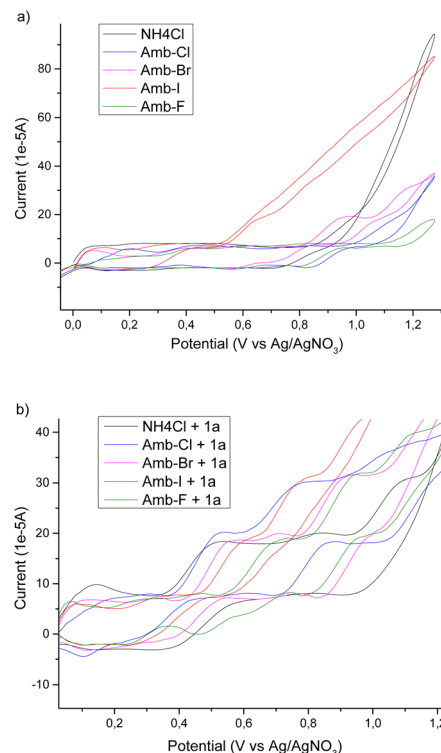 a)
NH4Cl
Amb-Cl
Amb-Br
Amb-I
Amb-F
80
60
40
20
0
Current (1e-5A)
0,0 0,2 0,4 0,6 0,8 1,0 1,2
Potential (V vs Ag/AgNO3)
b)
NH4Cl + 1a
Amb-Cl + 1a
Amb-Br + 1a
Amb-I + 1a
Amb-F + 1a
40
30
20
10
0
-10
Current (1e-5A)
0,2 0,4 0,6 0,8 1,0 1,2
Potential (V vs Ag/AgNO3)